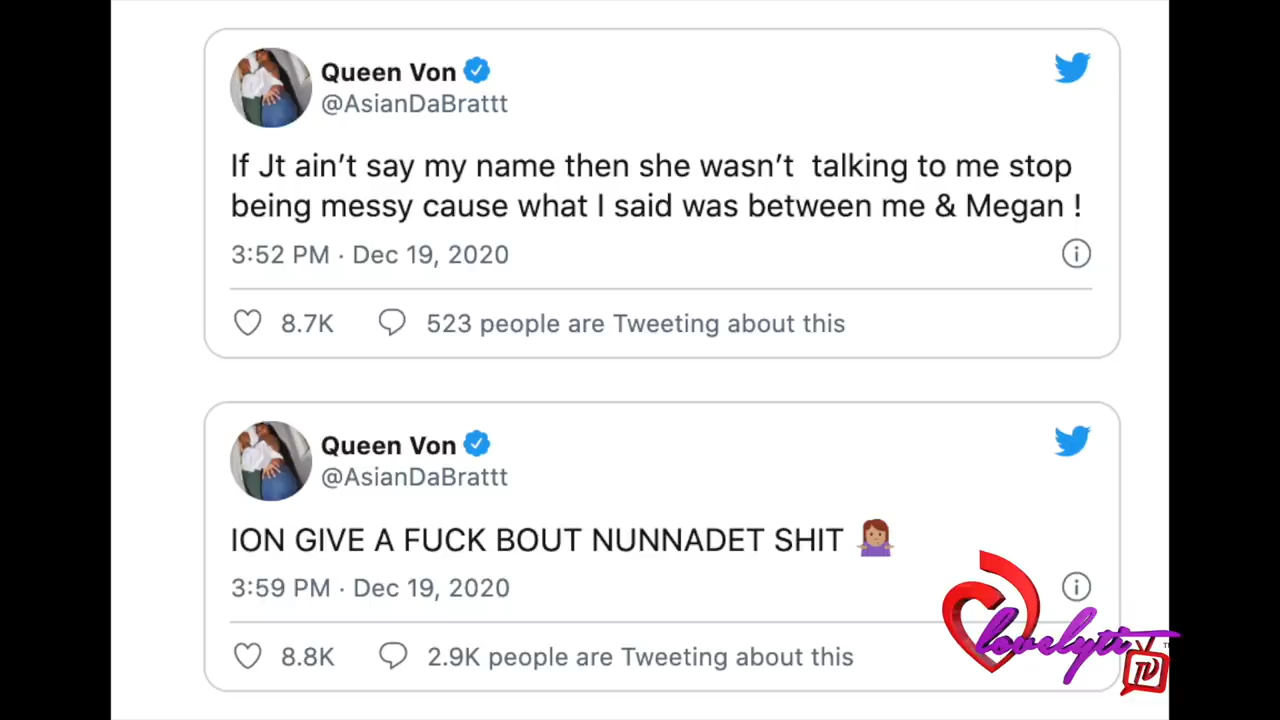 Queen Von
@AsianDaBrattt
If Jt ain’t say my name then she wasn’t  talking to me stop
being messy cause what I said was between me & Megan !
3:52 PM · Dec 19, 2020
8.7K 523 people are Tweeting about this
Queen Von
@AsianDaBrattt
ION GIVE A FUCK BOUT NUNNADET SHIT 🤷🏽‍♀️
3:59 PM · Dec 19, 2020
8.8K 2.9K people are Tweeting about this
lovelyti
TV